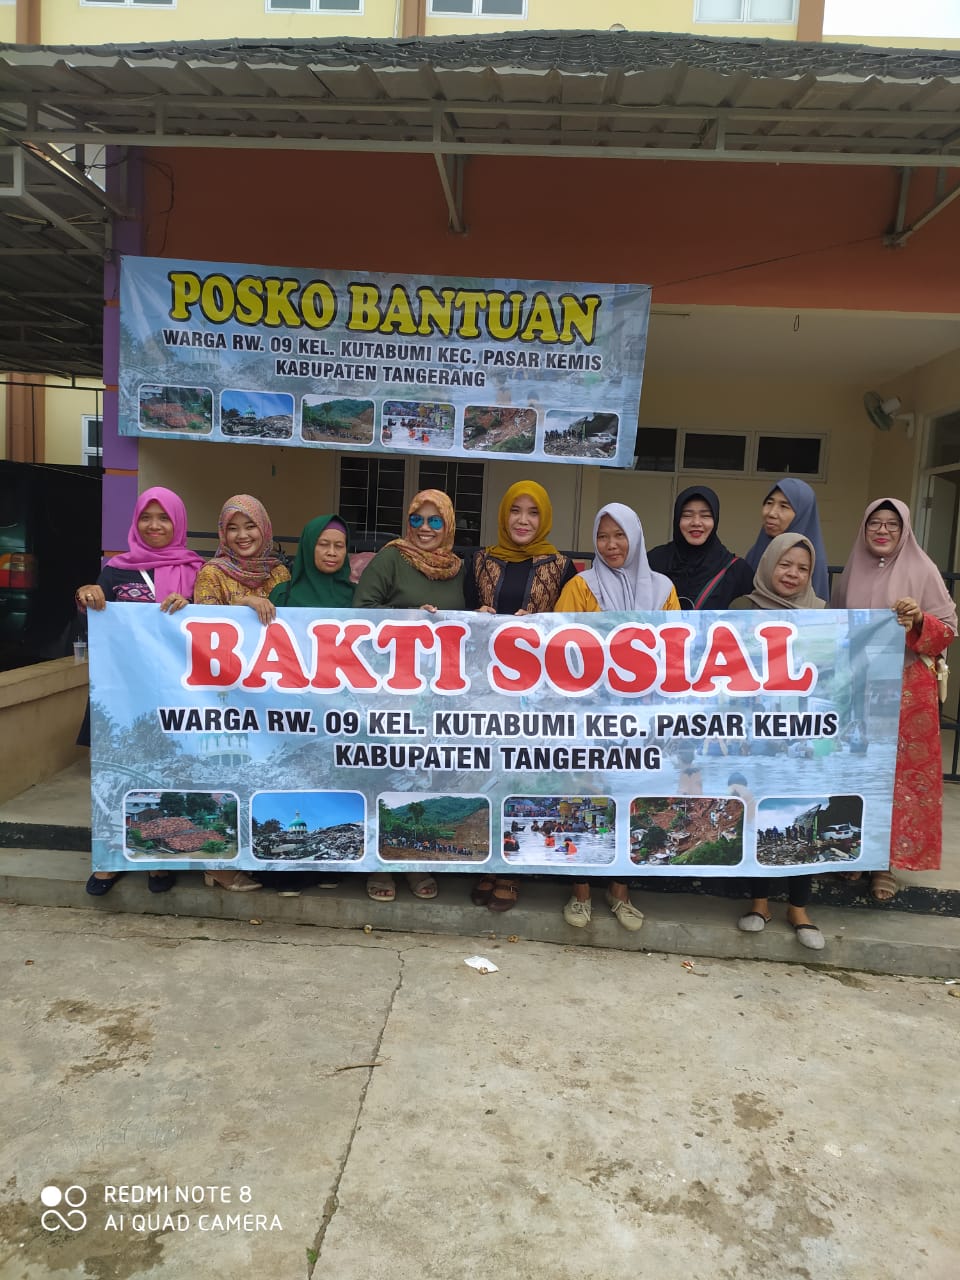 POSKO BANTUAN
WARGA RW. 09 KEL. KUTABUMI KEC. PASAR KEMIS
KABUPATEN TANGERANG
BAKTI SOSIAL
WARGA RW. 09 KEL. KUTABUMI KEC. PASAR KEMIS
KABUPATEN TANGERANG
REDMI NOTE 8
AI QUAD CAMERA